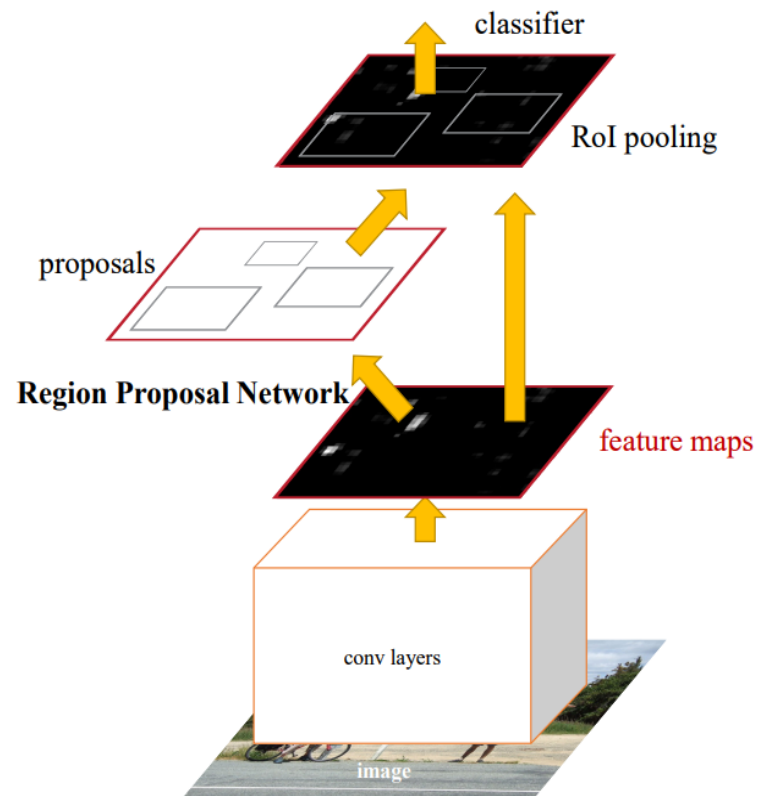 classifier
RoI pooling
proposals
Region Proposal Network
feature maps
conv layers
image